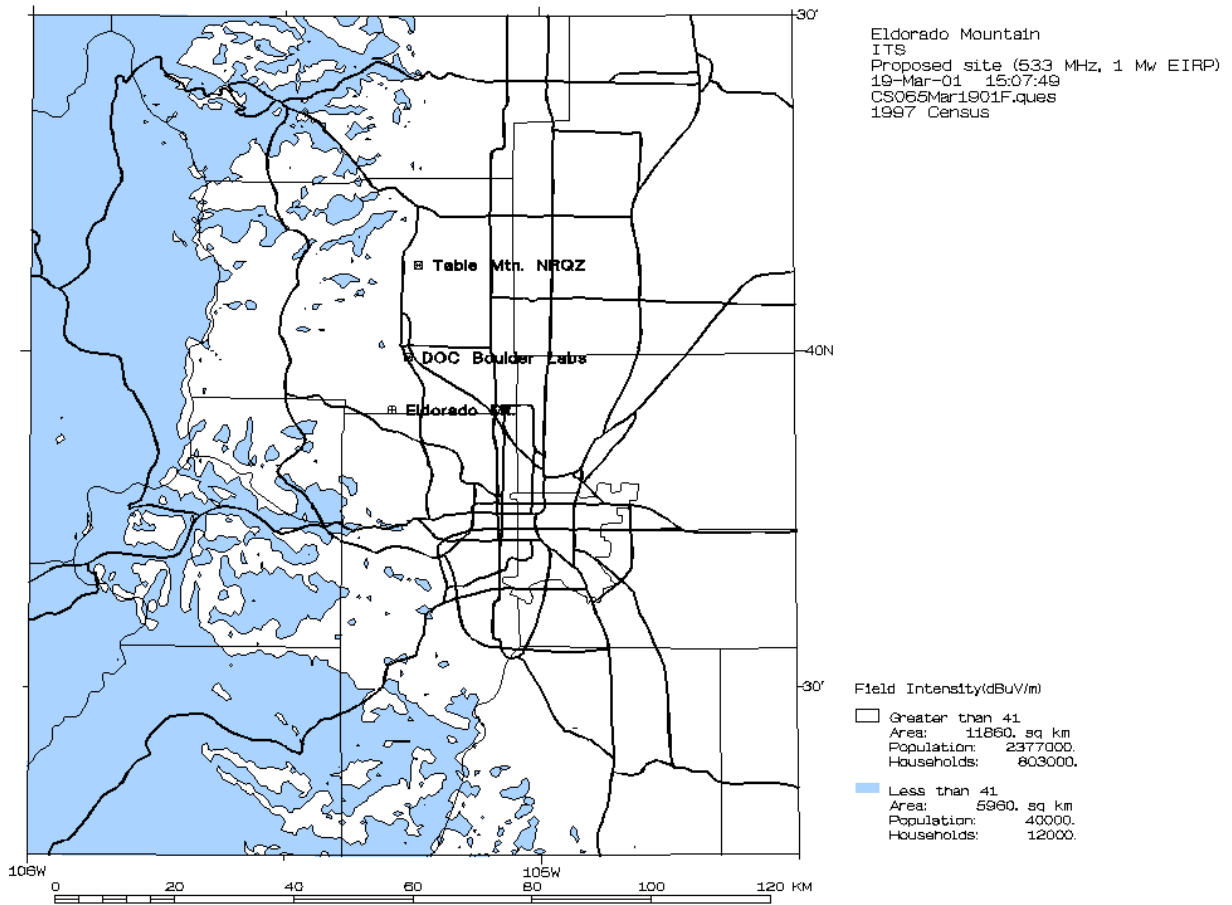 30'
Eldorado Mountain
ITS
Proposed site (533 MHz, 1 Mw EIRP)
19-Mar-01 15:07:49
CS065Mar1901F.ques
1997 Census
Table Mtn. NRQZ
40N
DOC Boulder Labs
Eldorado Mt.
30'
Field Intensity(dBuV/m)
Greater than 41
Area: 11860. sq km
Population: 2377000.
Households: 803000.
Less than 41
Area: 5960. sq km
Population: 40000.
Households: 12000.
106W
105W
0 20 40 60 80 100 120 KM